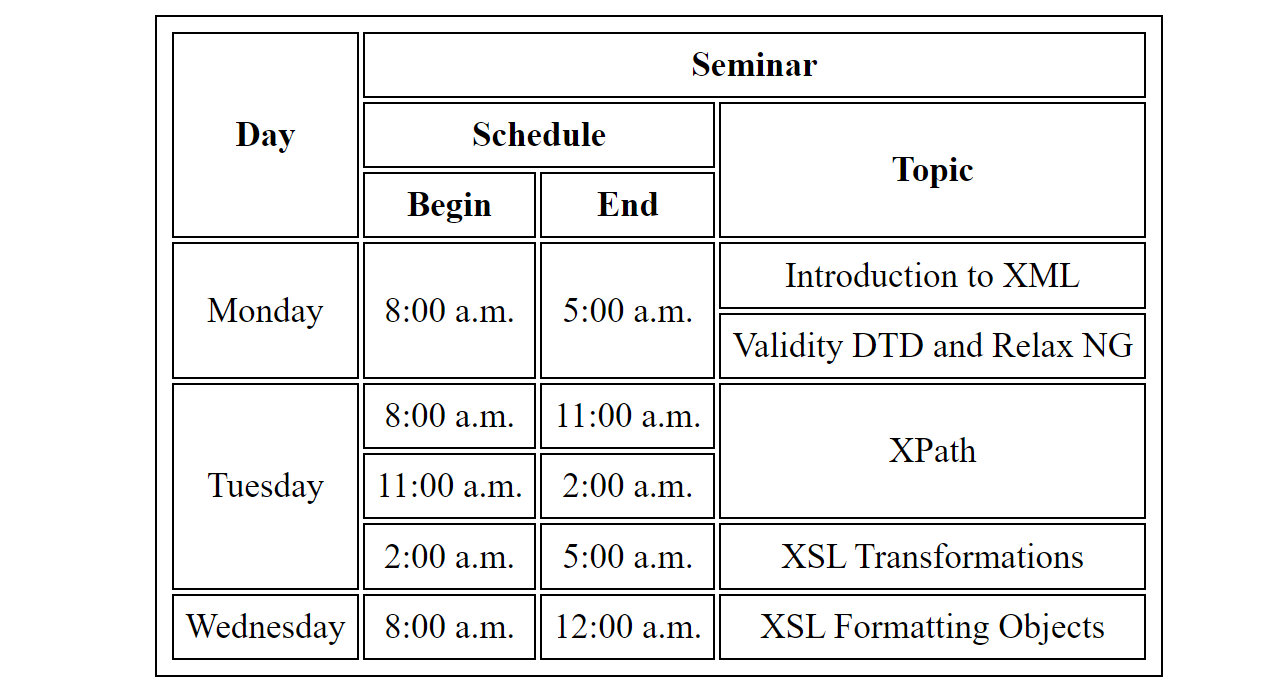 Day
Seminar
Schedule
Topic
Begin
End
Monday
8:00 a.m.
5:00 a.m.
Introduction to XML
Validity DTD and Relax NG
Tuesday
8:00 a.m.
11:00 a.m.
XPath
11:00 a.m.
2:00 a.m.
2:00 a.m.
5:00 a.m.
XSL Transformations
Wednesday
8:00 a.m.
12:00 a.m.
XSL Formatting Objects